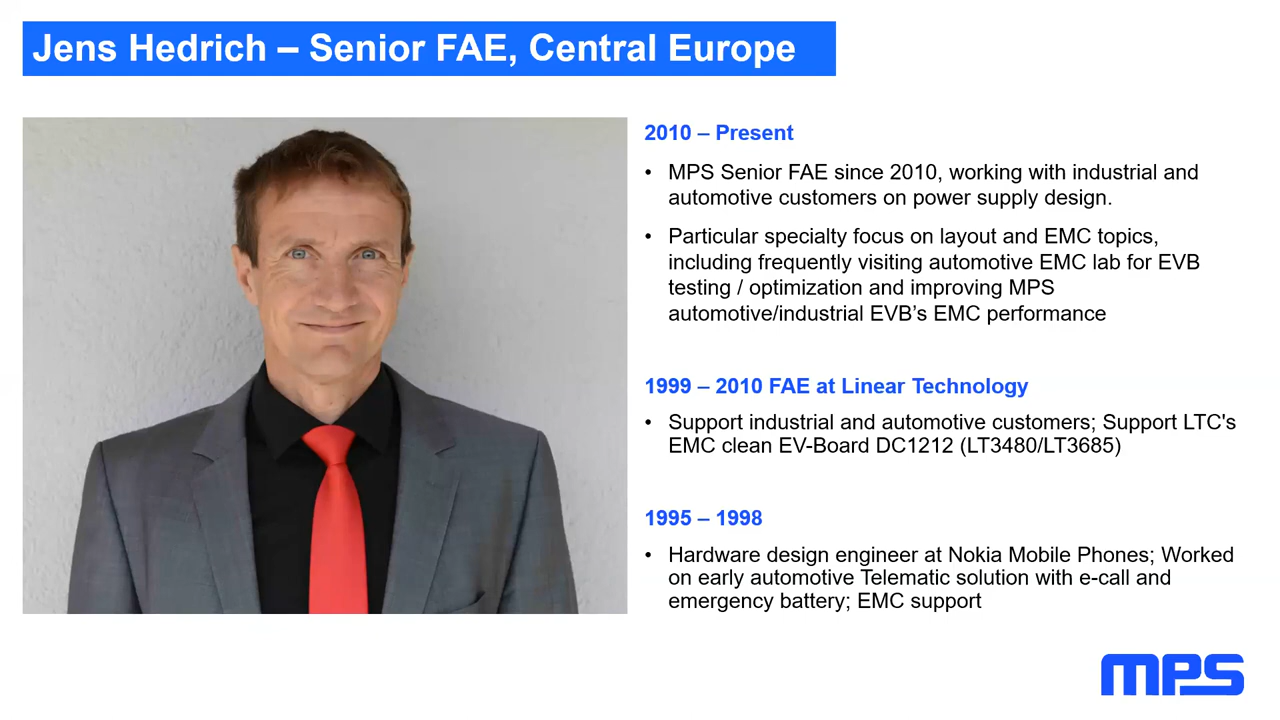 Jens Hedrich – Senior FAE, Central Europe
2010 – Present
• MPS Senior FAE since 2010, working with industrial and
automotive customers on power supply design.
• Particular specialty focus on layout and EMC topics,
including frequently visiting automotive EMC lab for EVB
testing / optimization and improving MPS
automotive/industrial EVB’s EMC performance
1999 – 2010 FAE at Linear Technology
• Support industrial and automotive customers; Support LTC's
EMC clean EV-Board DC1212 (LT3480/LT3685)
1995 – 1998
• Hardware design engineer at Nokia Mobile Phones; Worked
on early automotive Telematic solution with e-call and
emergency battery; EMC support
mPS